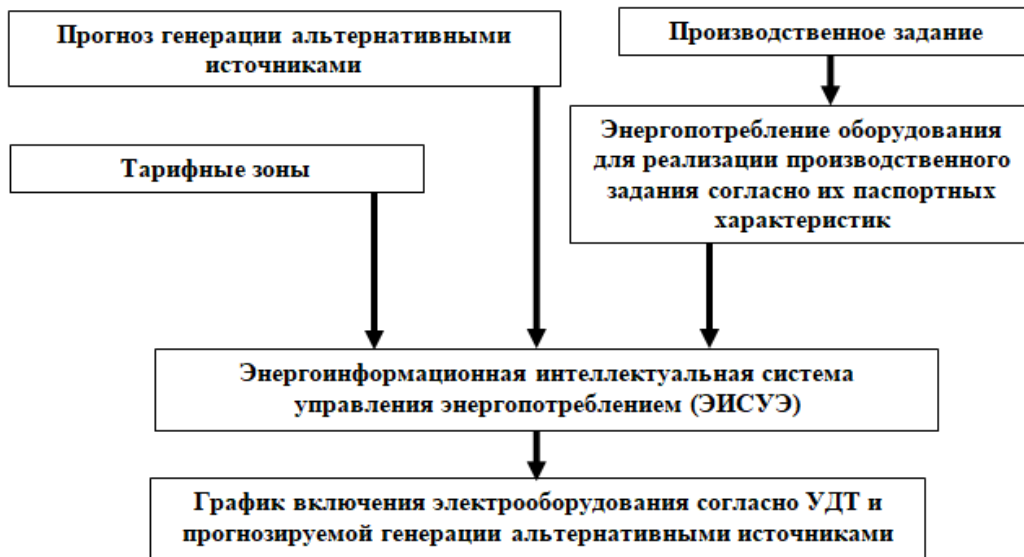 Прогноз генерации альтернативными
источниками
Производственное задание
Тарифные зоны
Энергопотребление оборудования
для реализации производственного
задания согласно их паспортных
характеристик
Энергоинформационная интеллектуальная система
управления энергопотреблением (ЭИСУЭ)
График включения электрооборудования согласно УДТ и
прогнозируемой генерации альтернативными источниками